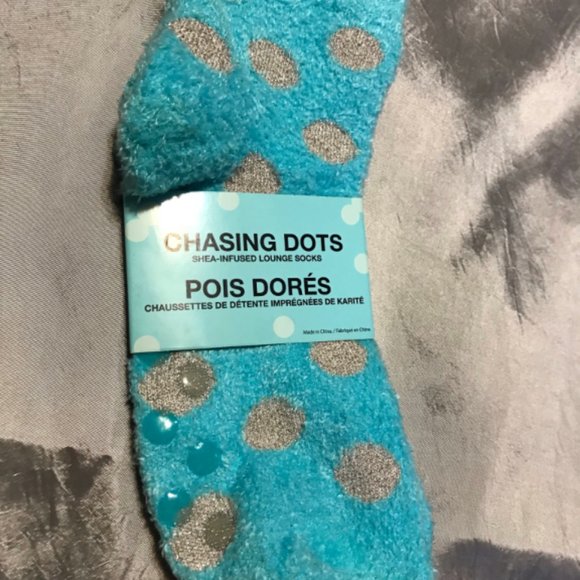 CHASING DOTS
SHEA-INFUSED LOUNGE SOCKS
POIS DORÉS
CHAUSSETTES DE DÉTENTE IMPRÉGNÉES DE KARITÉ
Made in China. / Fabriqué en Chine.